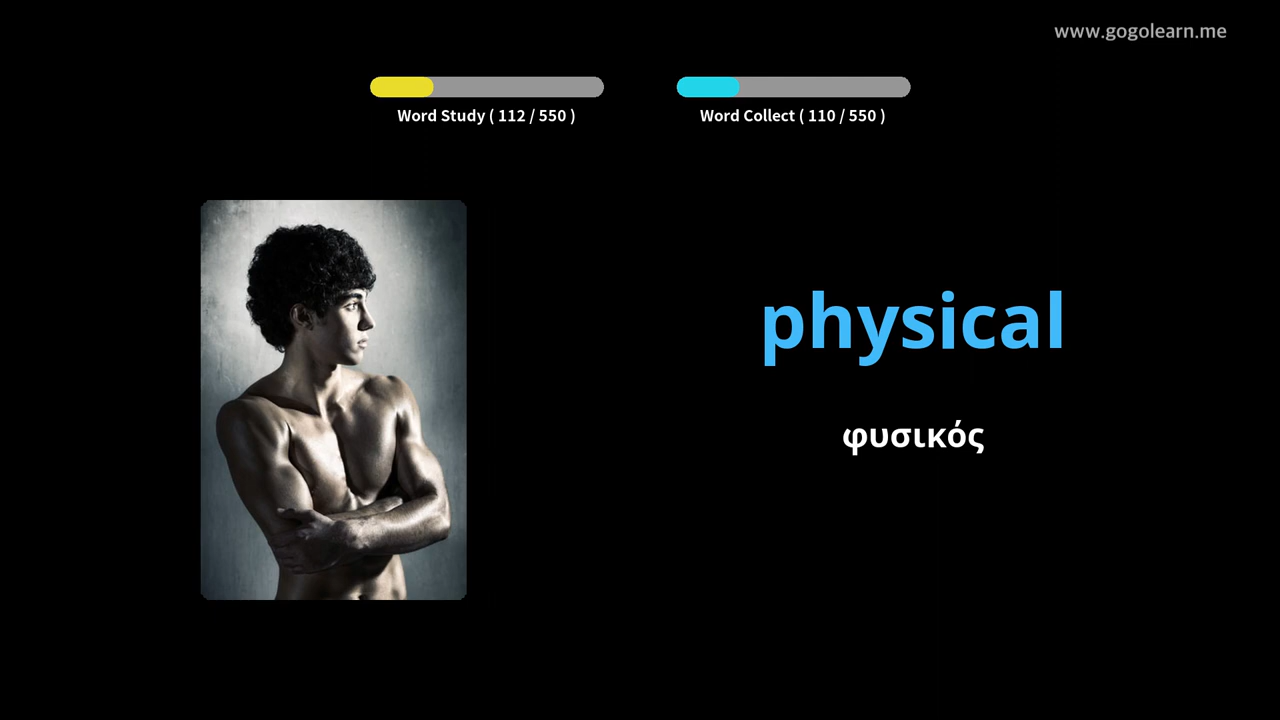 www.gogolearn.me
Word Study ( 112 / 550 )
Word Collect ( 110 / 550 )
physical
φυσικός